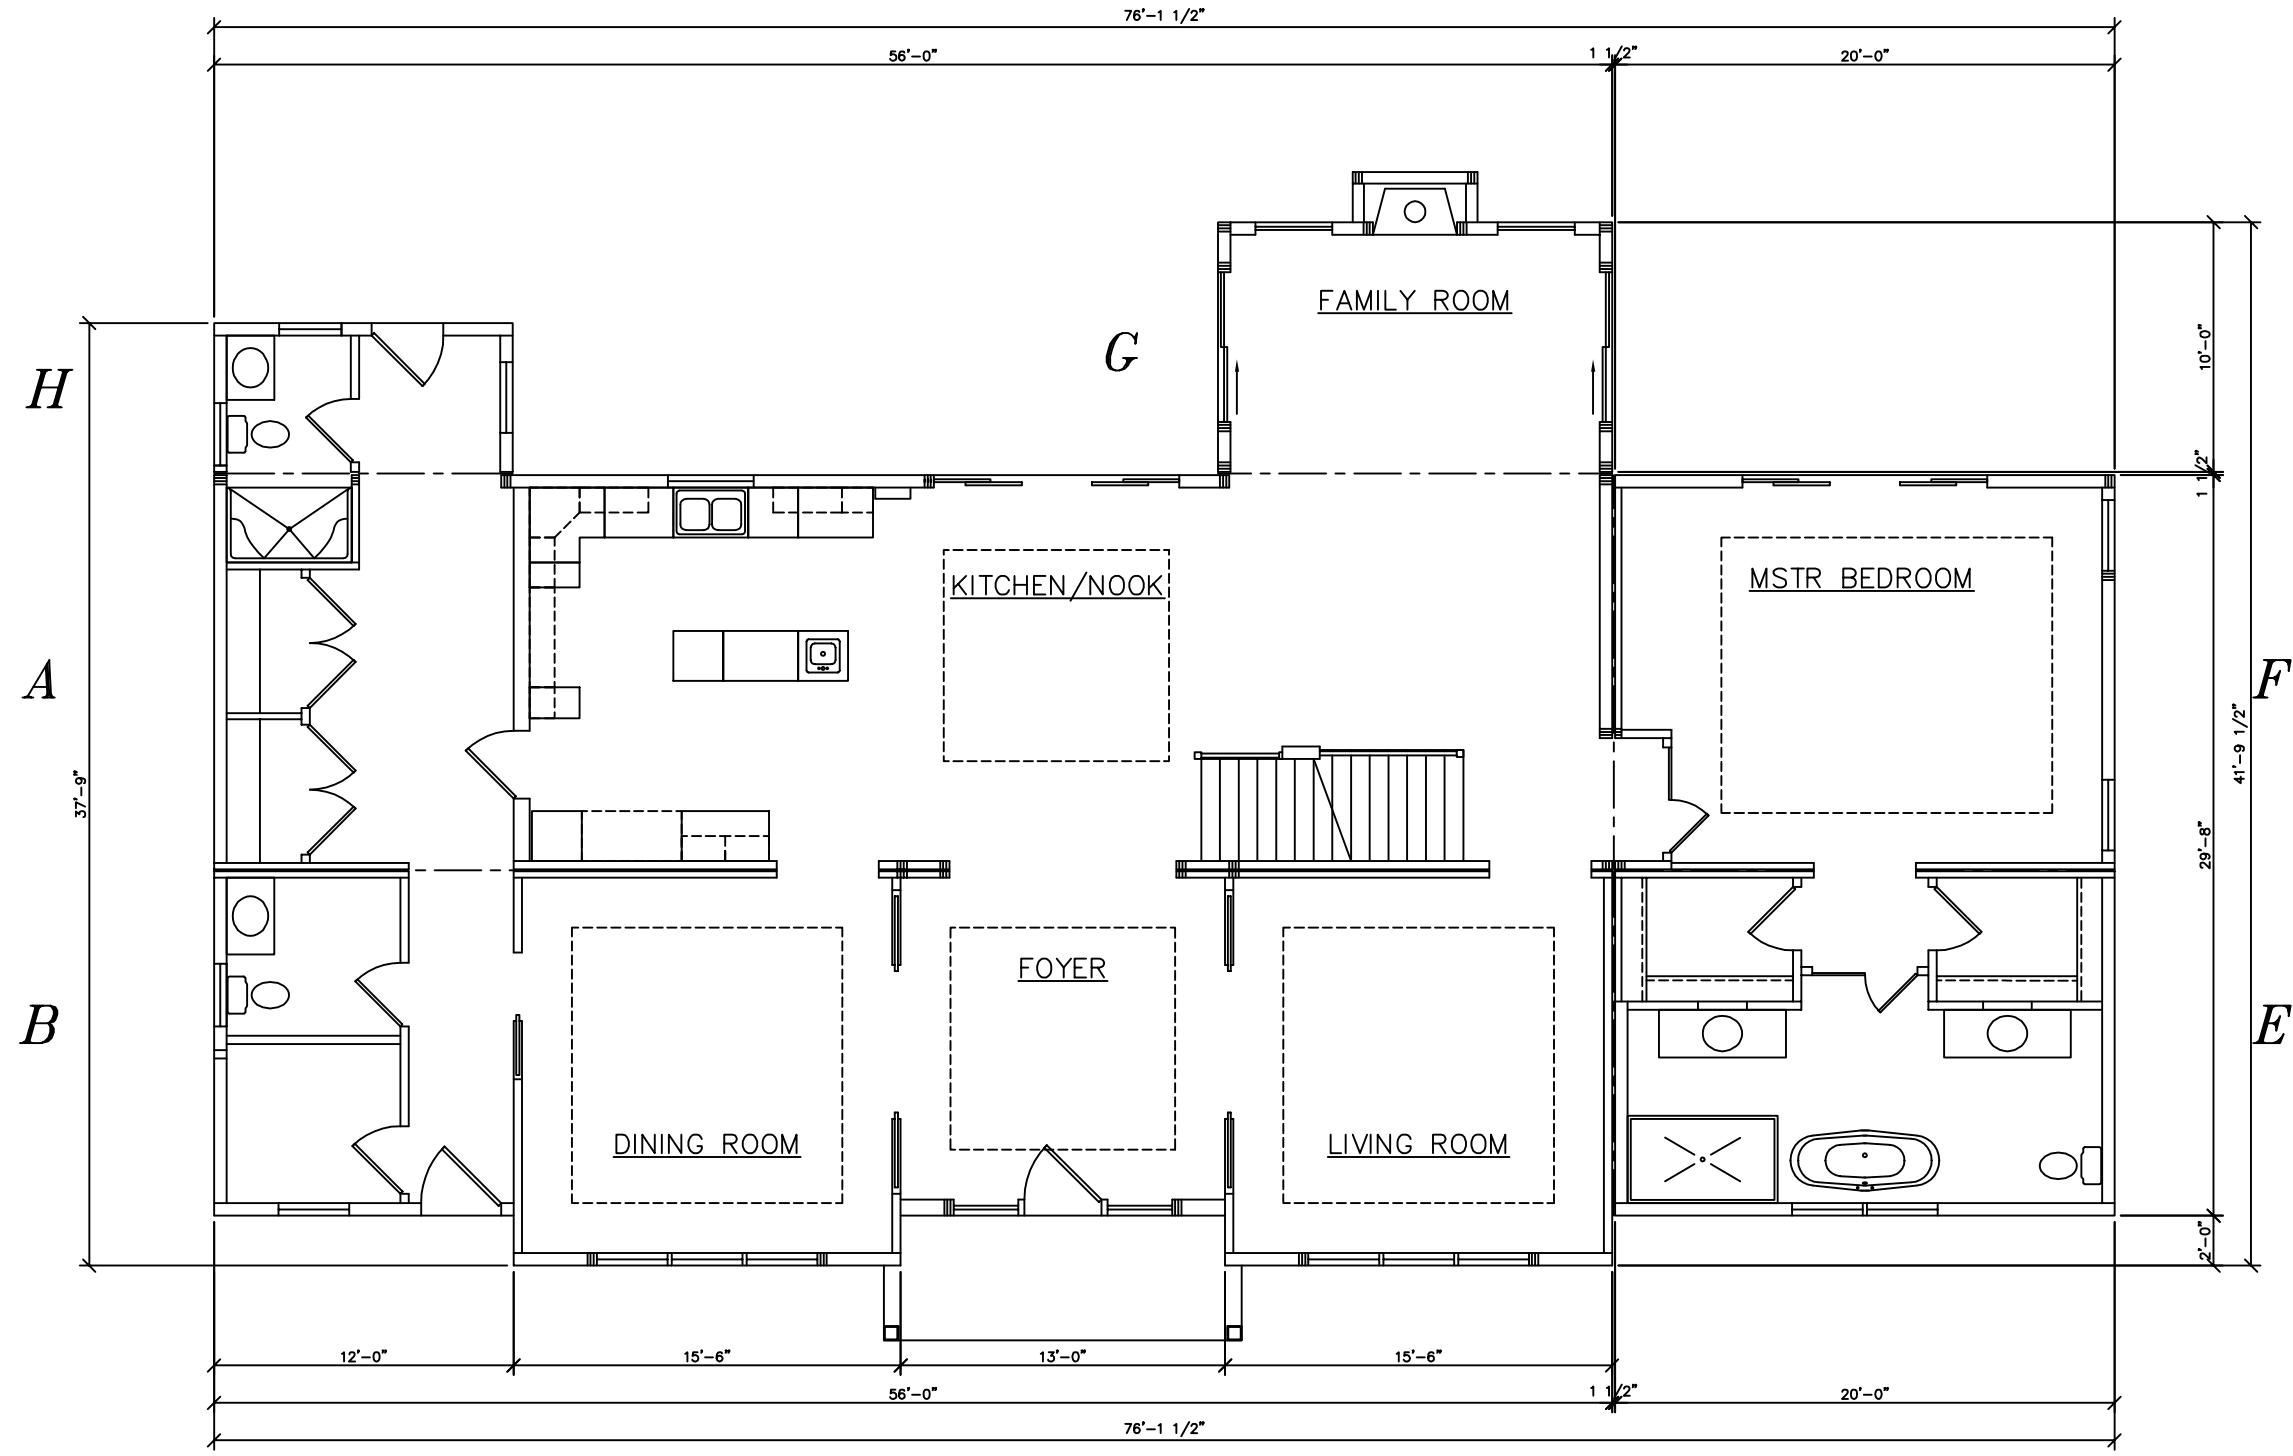 76'-1 1/2"
56'-0"
1 1/2"
20'-0"
FAMILY ROOM
G
H
10'-0"
1 1/2"
KITCHEN/NOOK
MSTR BEDROOM
A
F
41'-9 1/2"
37'-9"
29'-8"
FOYER
B
E
DINING ROOM
LIVING ROOM
2'-0"
12'-0"
15'-6"
13'-0"
15'-6"
56'-0"
1 1/2"
20'-0"
76'-1 1/2"